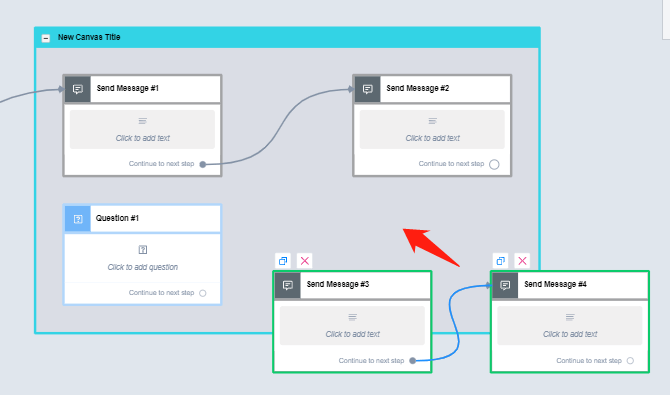 New Canvas Title
Send Message #1
Click to add text
Continue to next step
Send Message #2
Click to add text
Continue to next step
Question #1
Click to add question
Continue to next step
Send Message #3
Click to add text
Continue to next step
Send Message #4
Click to add text
Continue to next step